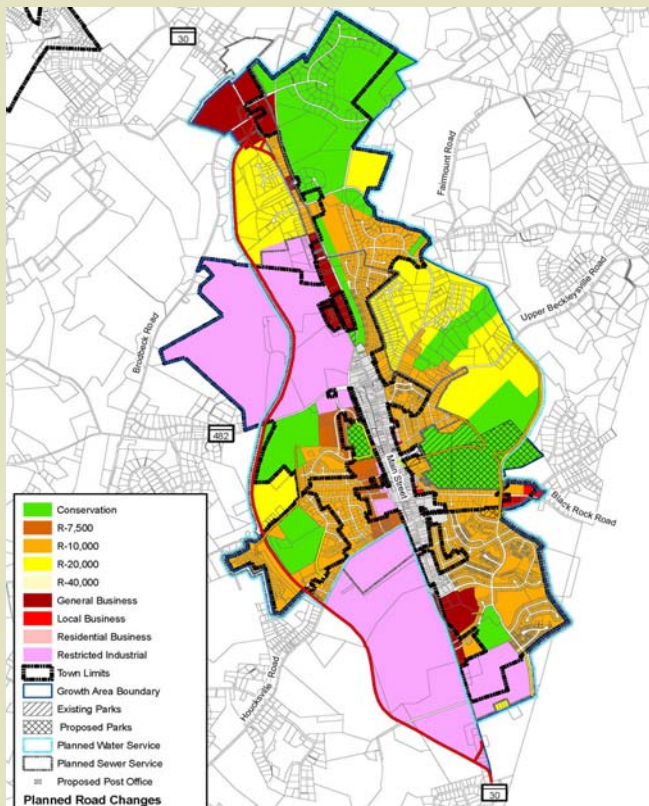 30
Fairmount Road
Upper Beckleysville Road
Brodbeck Road
482
Main Street
Black Rock Road
Conservation
R-7,500
R-10,000
R-20,000
R-40,000
General Business
Local Business
Residential Business
Restricted Industrial
Town Limits
Growth Area Boundary
Existing Parks
Proposed Parks
Planned Water Service
Planned Sewer Service
Proposed Post Office
Planned Road Changes
Houcksville Road
30